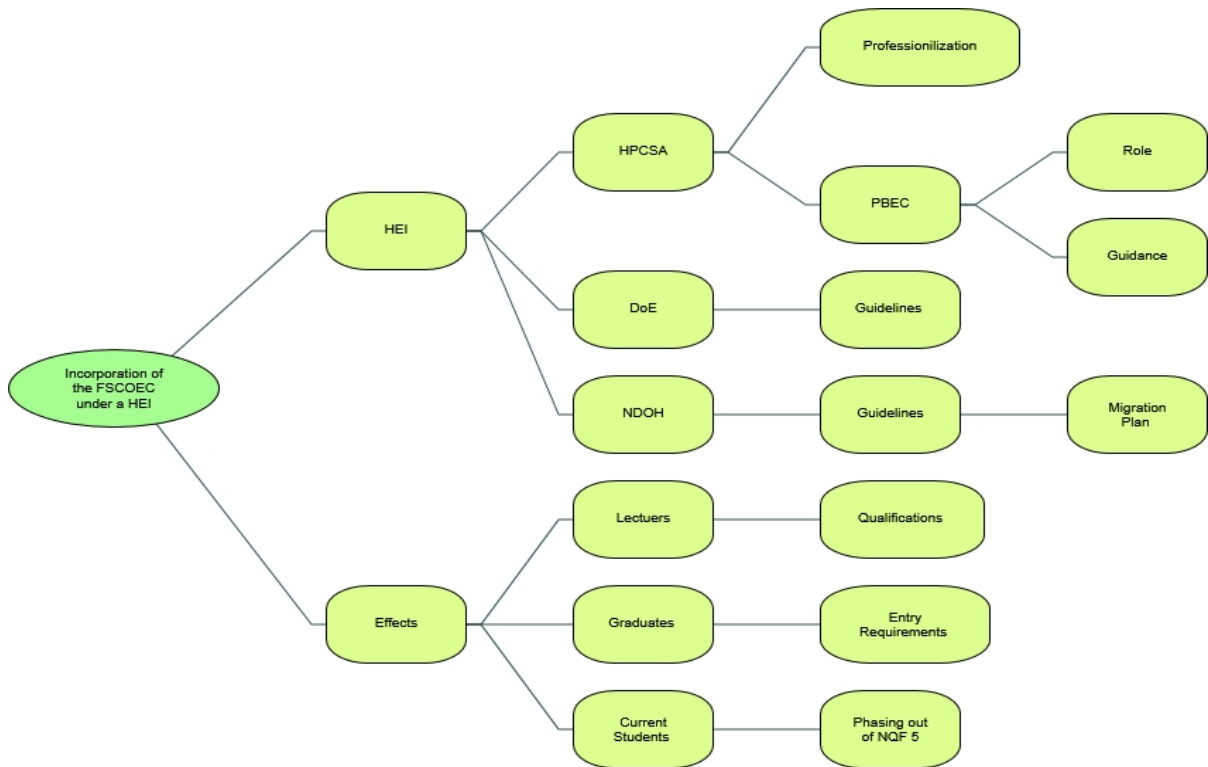 Professionilization
HPCSA
Role
PBEC
HEI
Guidance
DoE
Guidelines
Incorporation of
the FSCOEC
under a HEI
NDOH
Guidelines
Migration
Plan
Lectuers
Qualifications
Effects
Graduates
Entry
Requirements
Current
Students
Phasing out
of NQF 5